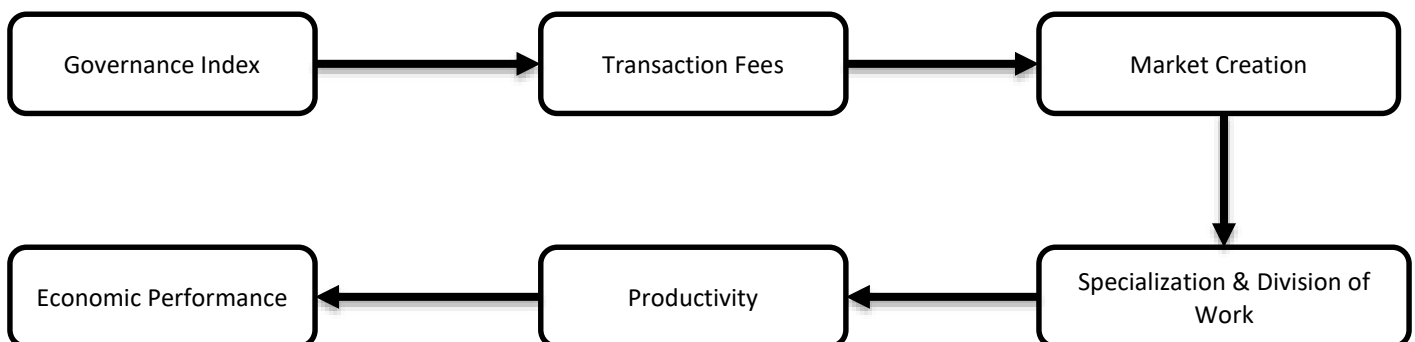 Governance Index
Transaction Fees
Market Creation
Specialization & Division of
Work
Productivity
Economic Performance